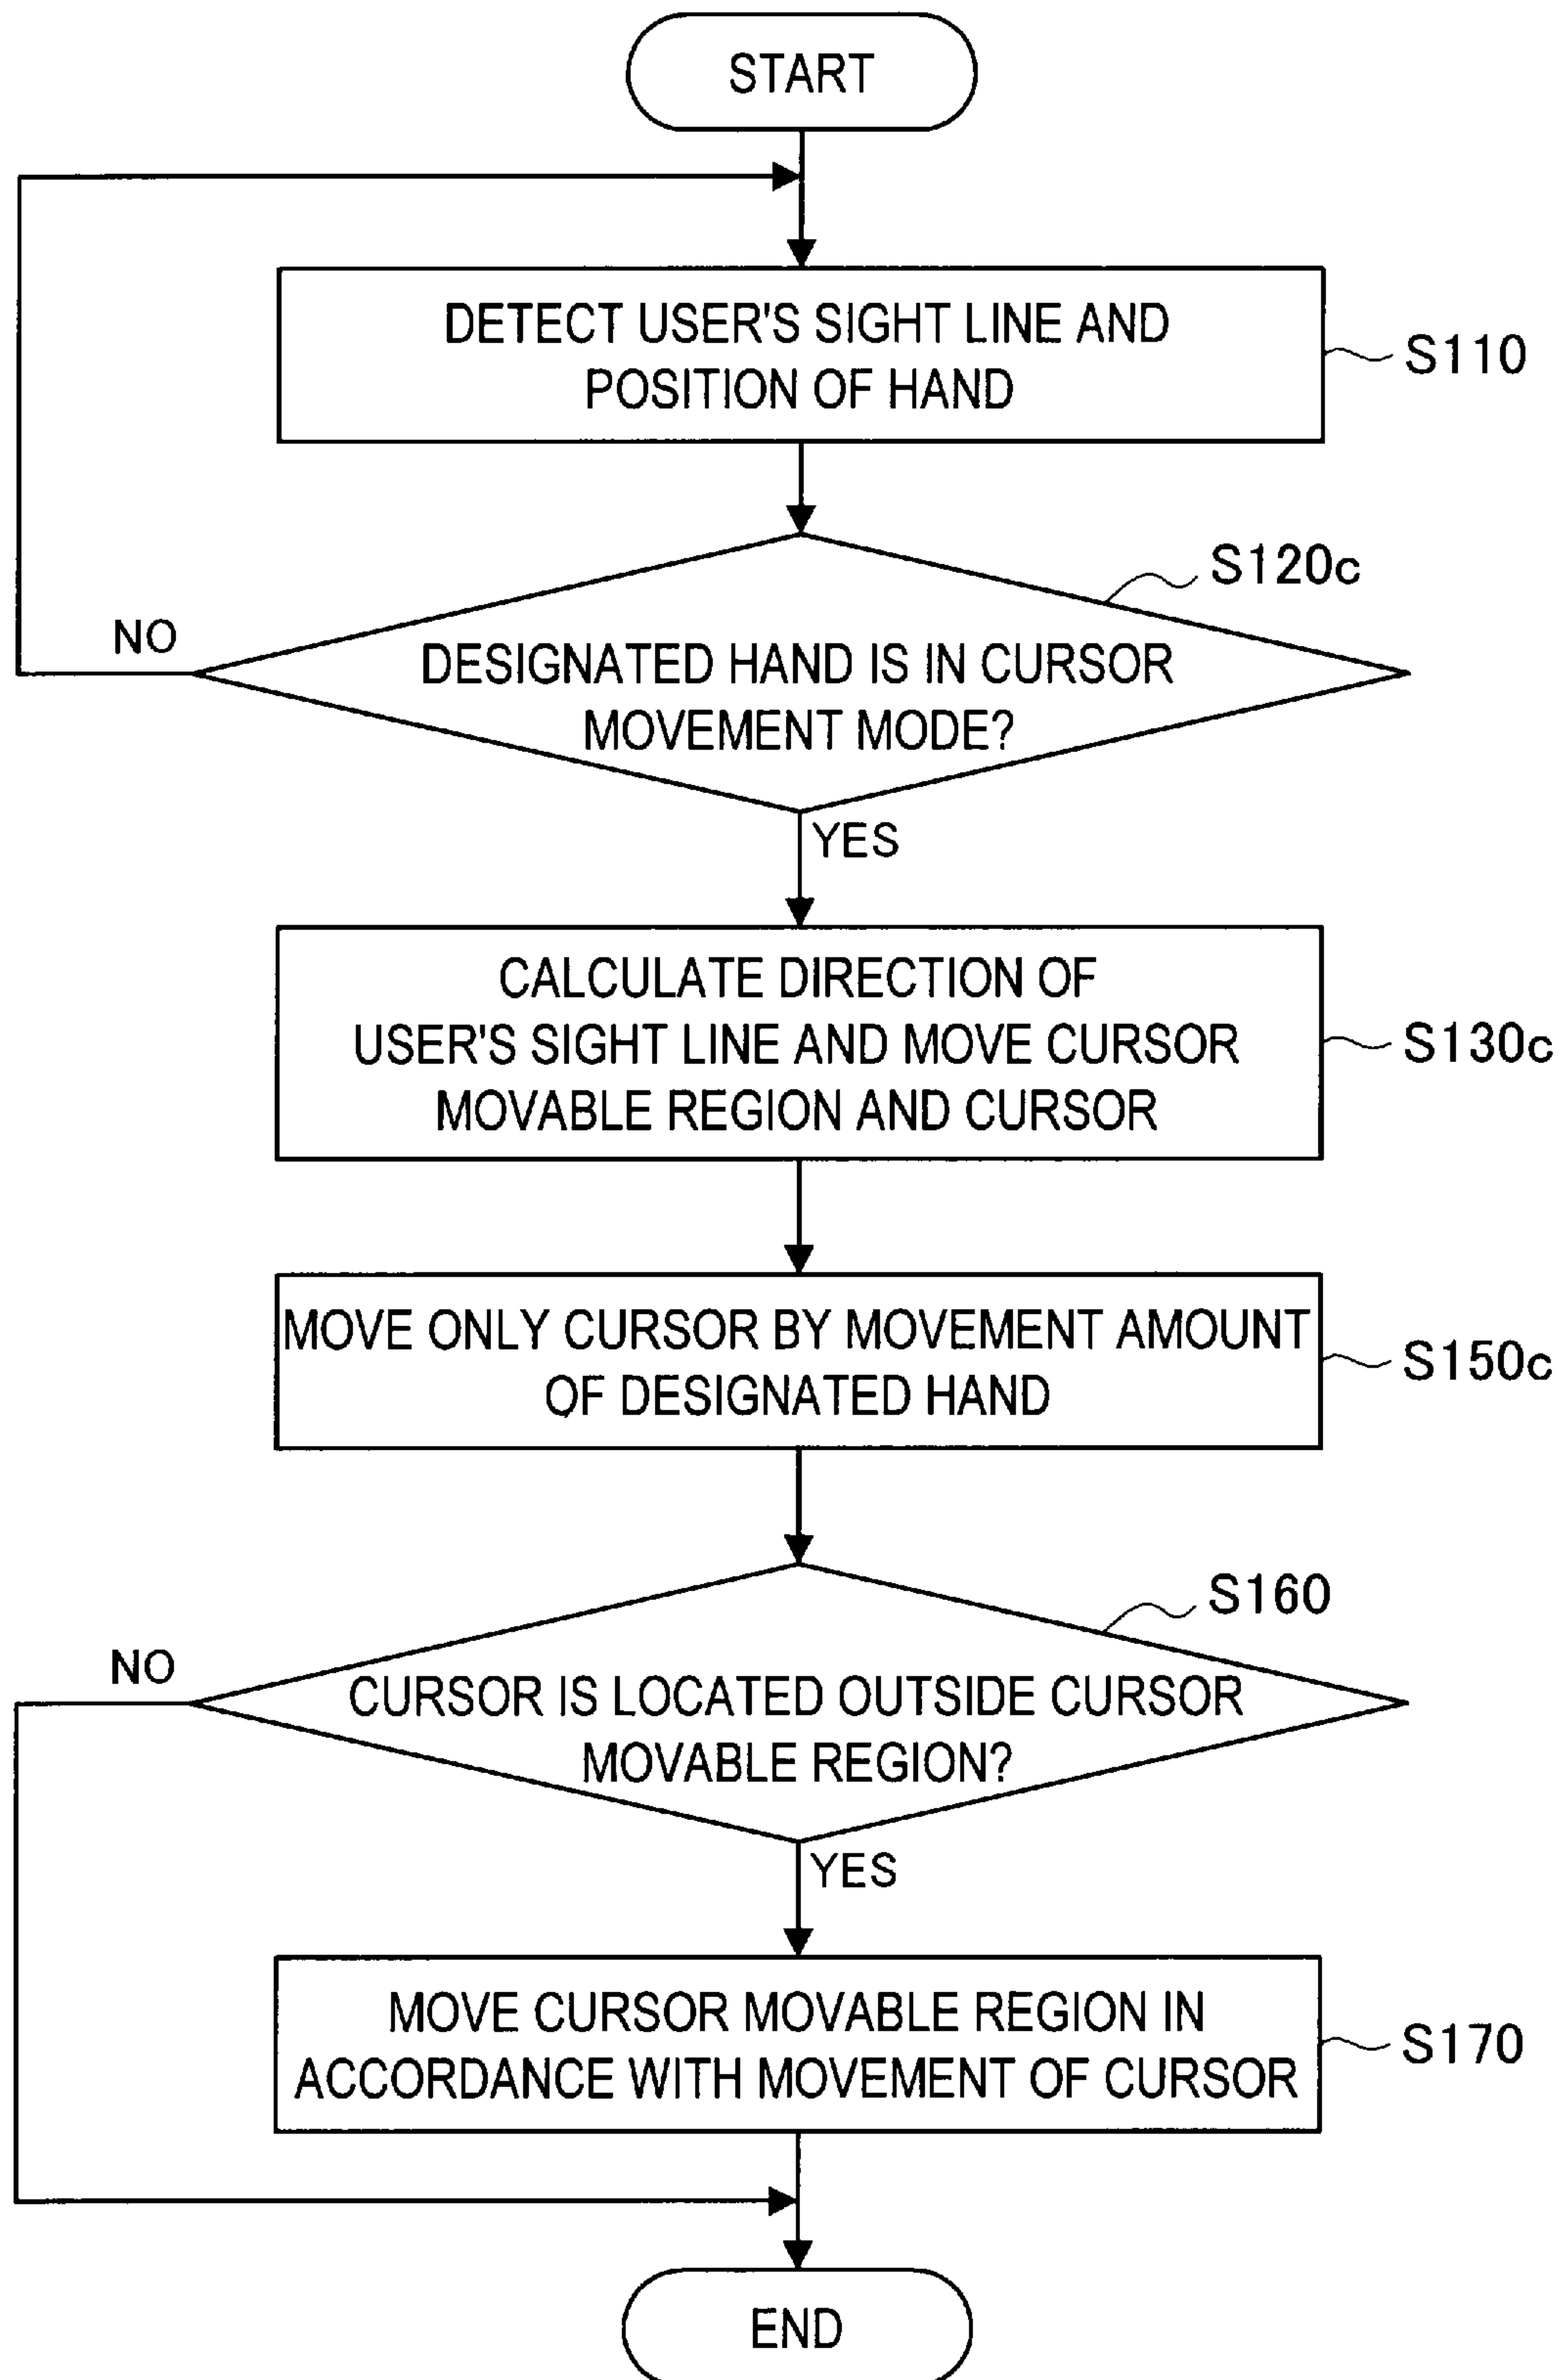 START
DETECT USER'S SIGHT LINE AND
POSITION OF HAND
S110
S120c
NO
DESIGNATED HAND IS IN CURSOR
MOVEMENT MODE?
YES
CALCULATE DIRECTION OF
USER'S SIGHT LINE AND MOVE CURSOR
MOVABLE REGION AND CURSOR
S130c
MOVE ONLY CURSOR BY MOVEMENT AMOUNT
OF DESIGNATED HAND
S150c
S160
NO
CURSOR IS LOCATED OUTSIDE CURSOR
MOVABLE REGION?
YES
MOVE CURSOR MOVABLE REGION IN
ACCORDANCE WITH MOVEMENT OF CURSOR
S170
END